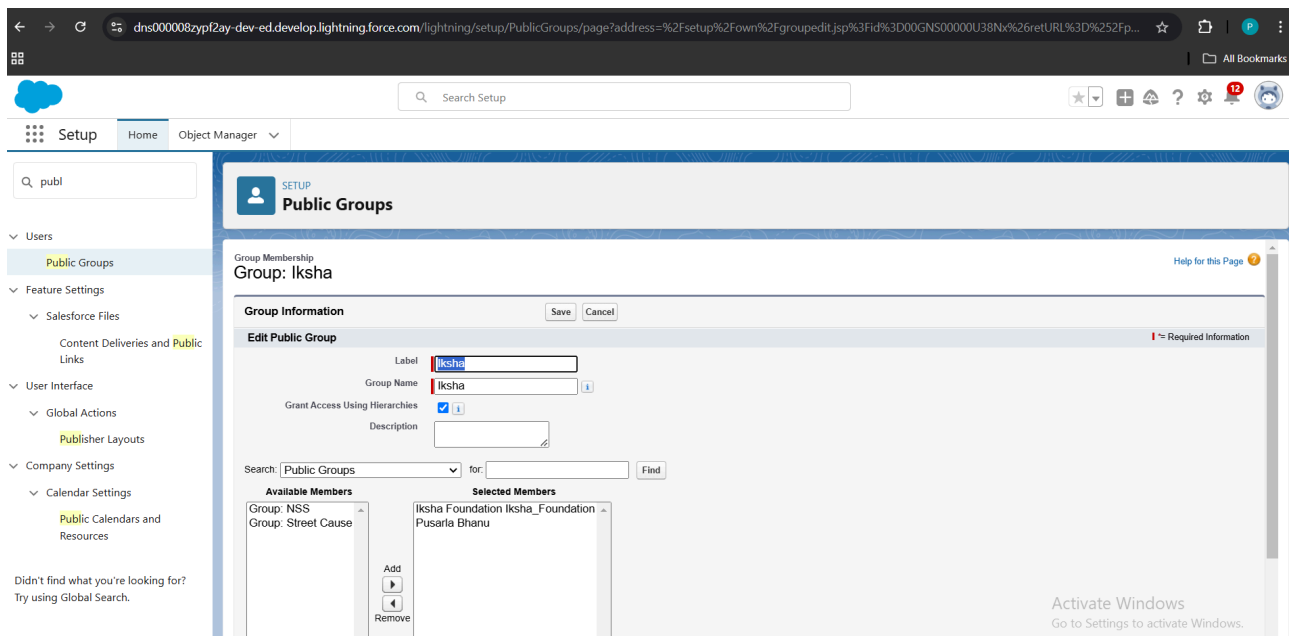 dns000008zypf2ay-dev-ed.develop.lightning.force.com/lightning/setup/PublicGroups/page?address=%2Fsetup%2Fown%2Fgroupedit.jsp%3Fid%3D00GNS00000U38Nx%26retURL%3D%252Fp...
P
All Bookmarks
Search Setup
12
Setup
Home
Object Manager
publ
SETUP
Public Groups
Users
Public Groups
Feature Settings
Salesforce Files
Content Deliveries and Public
Links
User Interface
Global Actions
Publisher Layouts
Company Settings
Calendar Settings
Public Calendars and
Resources
Didn't find what you're looking for?
Try using Global Search.
Group Membership
Group: Iksha
Help for this Page ?
Group Information
Save Cancel
Edit Public Group
= Required Information
Label Iksha
Group Name Iksha i
Grant Access Using Hierarchies i
Description
Search: Public Groups for: Find
Available Members Selected Members
Group: NSS Iksha Foundation Iksha_Foundation
Group: Street Cause Pusarla Bhanu
Add
Remove
Activate Windows
Go to Settings to activate Windows.